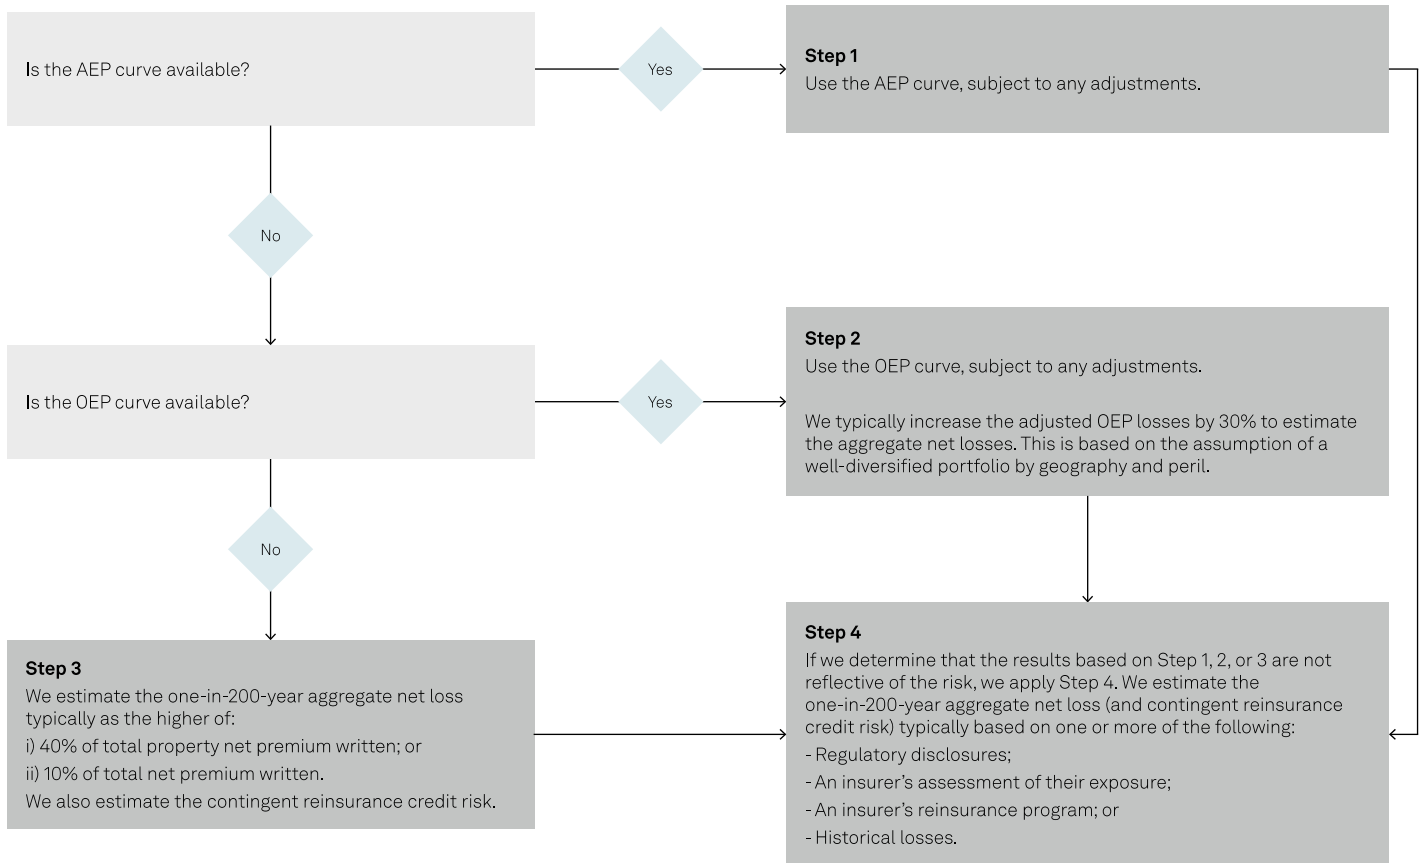 Is the AEP curve available?
Yes
Step 1
Use the AEP curve, subject to any adjustments.
No
Is the OEP curve available?
Yes
Step 2
Use the OEP curve, subject to any adjustments.
We typically increase the adjusted OEP losses by 30% to estimate
the aggregate net losses. This is based on the assumption of a
well-diversified portfolio by geography and peril.
No
Step 3
We estimate the one-in-200-year aggregate net loss
typically as the higher of:
i) 40% of total property net premium written; or
ii) 10% of total net premium written.
We also estimate the contingent reinsurance credit risk.
Step 4
If we determine that the results based on Step 1, 2, or 3 are not
reflective of the risk, we apply Step 4. We estimate the
one-in-200-year aggregate net loss (and contingent reinsurance
credit risk) typically based on one or more of the following:
- Regulatory disclosures;
- An insurer's assessment of their exposure;
- An insurer's reinsurance program; or
- Historical losses.